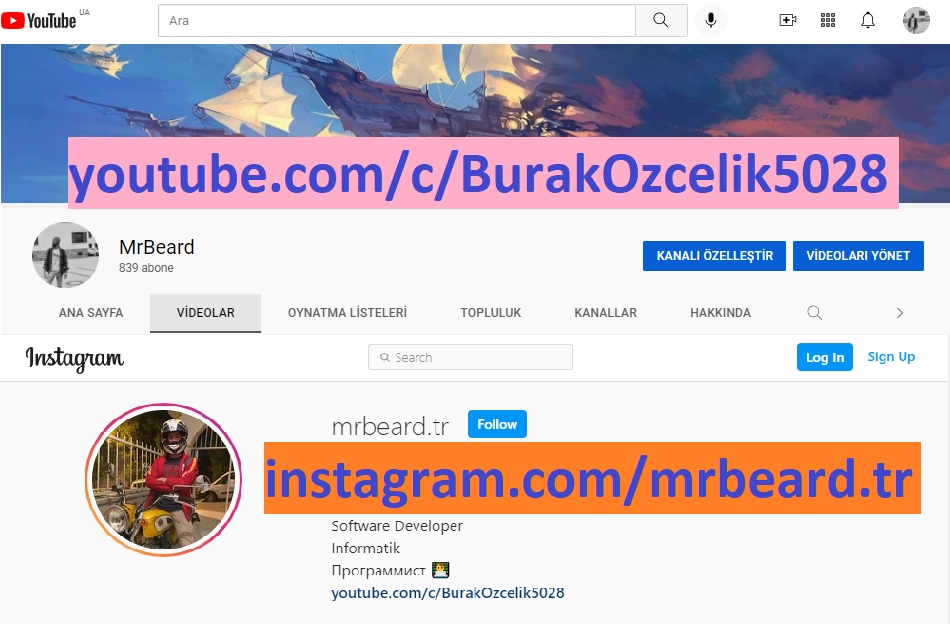 YouTube UA
Ara
youtube.com/c/BurakOzcelik5028
MrBeard
839 abone
KANALI ÖZELLEŞTİR VİDEOLARI YÖNET
ANA SAYFA VİDEOLAR OYNATMA LİSTELERİ TOPLULUK KANALLAR HAKKINDA
Instagram
Search
Log In Sign Up
mrbeard.tr Follow
instagram.com/mrbeard.tr
Software Developer
Informatik
Программист 👨‍💻
youtube.com/c/BurakOzcelik5028